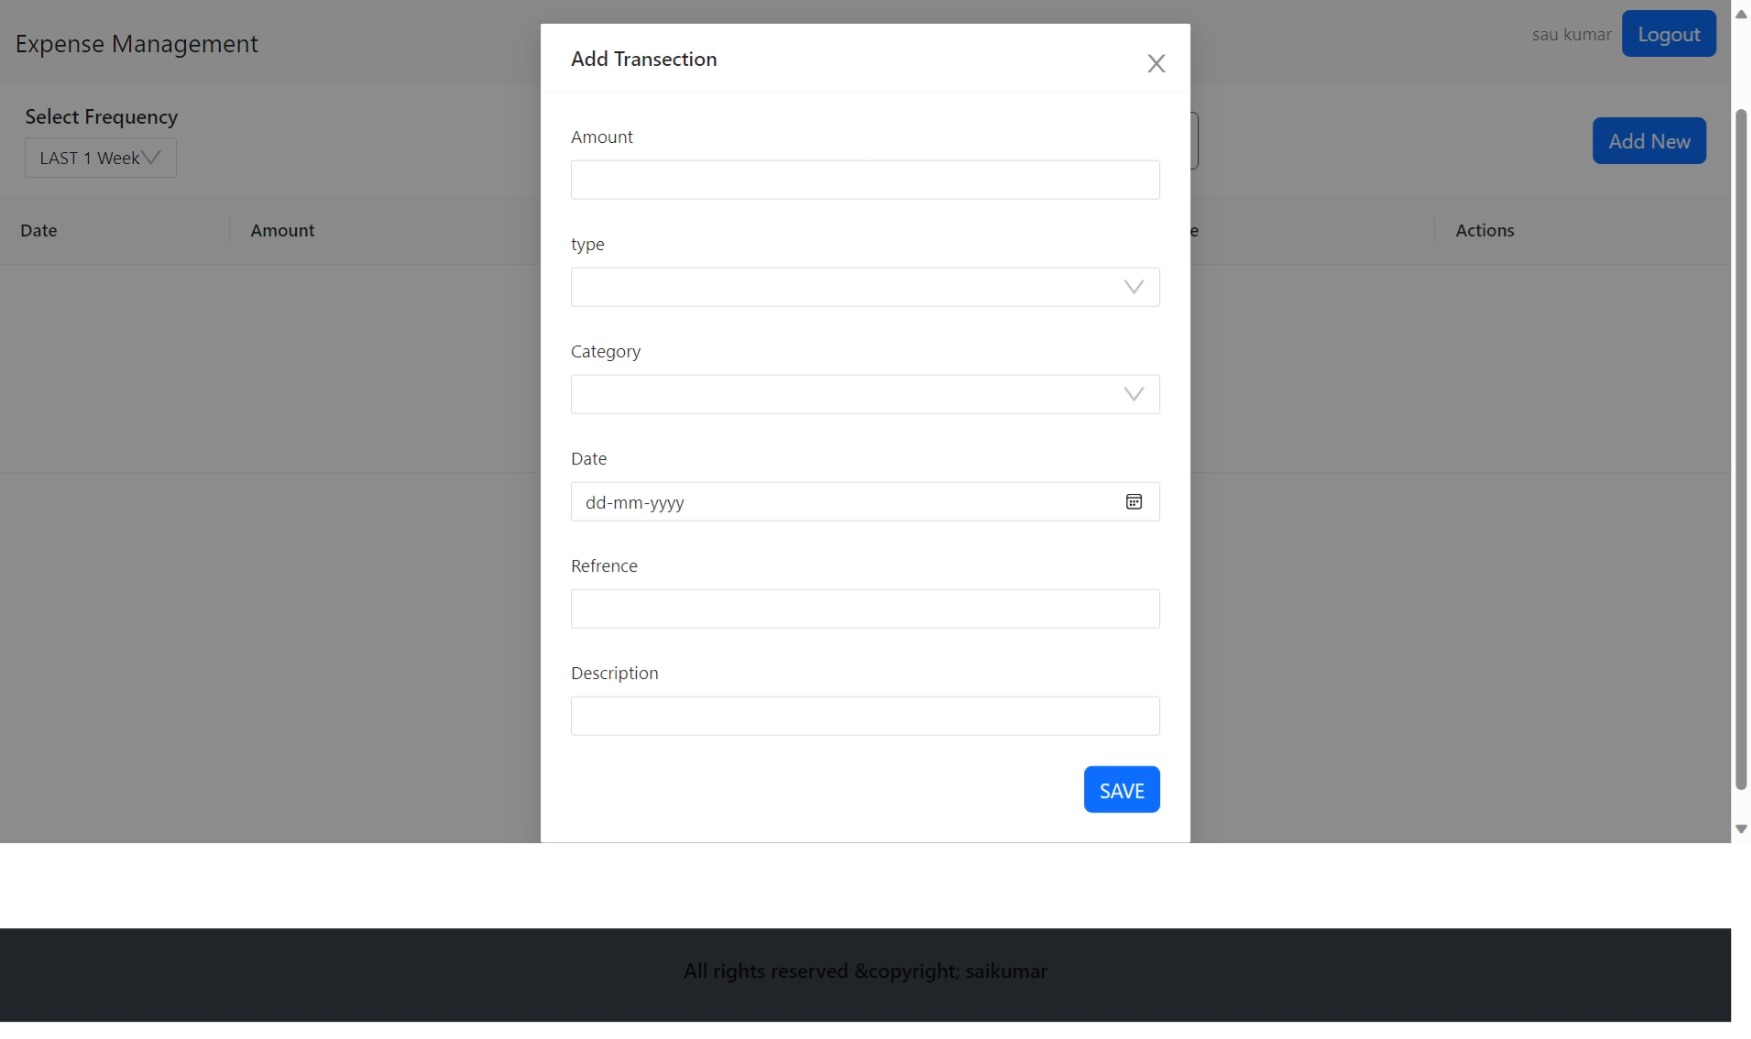 Expense Management
sau kumar
Logout
Select Frequency
LAST 1 Week
Add New
Date
Amount
e
Actions
Add Transection
Amount
type
Category
Date
dd-mm-yyyy
Refrence
Description
SAVE
All rights reserved &copyright; saikumar